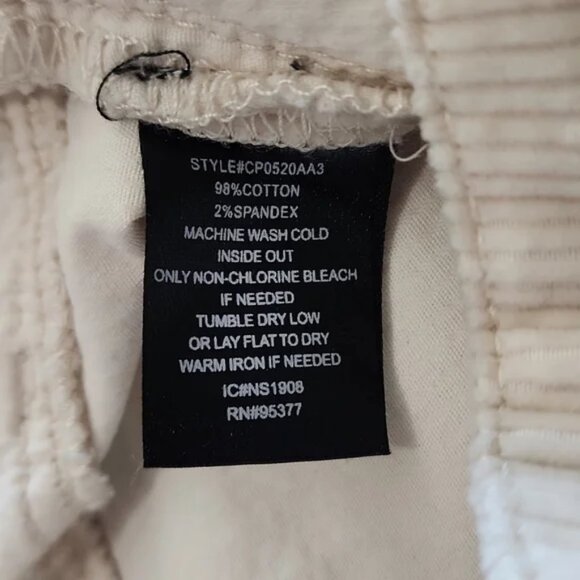 STYLE#CP0520AA3
98%COTTON
2%SPANDEX
MACHINE WASH COLD
INSIDE OUT
ONLY NON-CHLORINE BLEACH
IF NEEDED
TUMBLE DRY LOW
OR LAY FLAT TO DRY
WARM IRON IF NEEDED
IC#NS1908
RN#95377